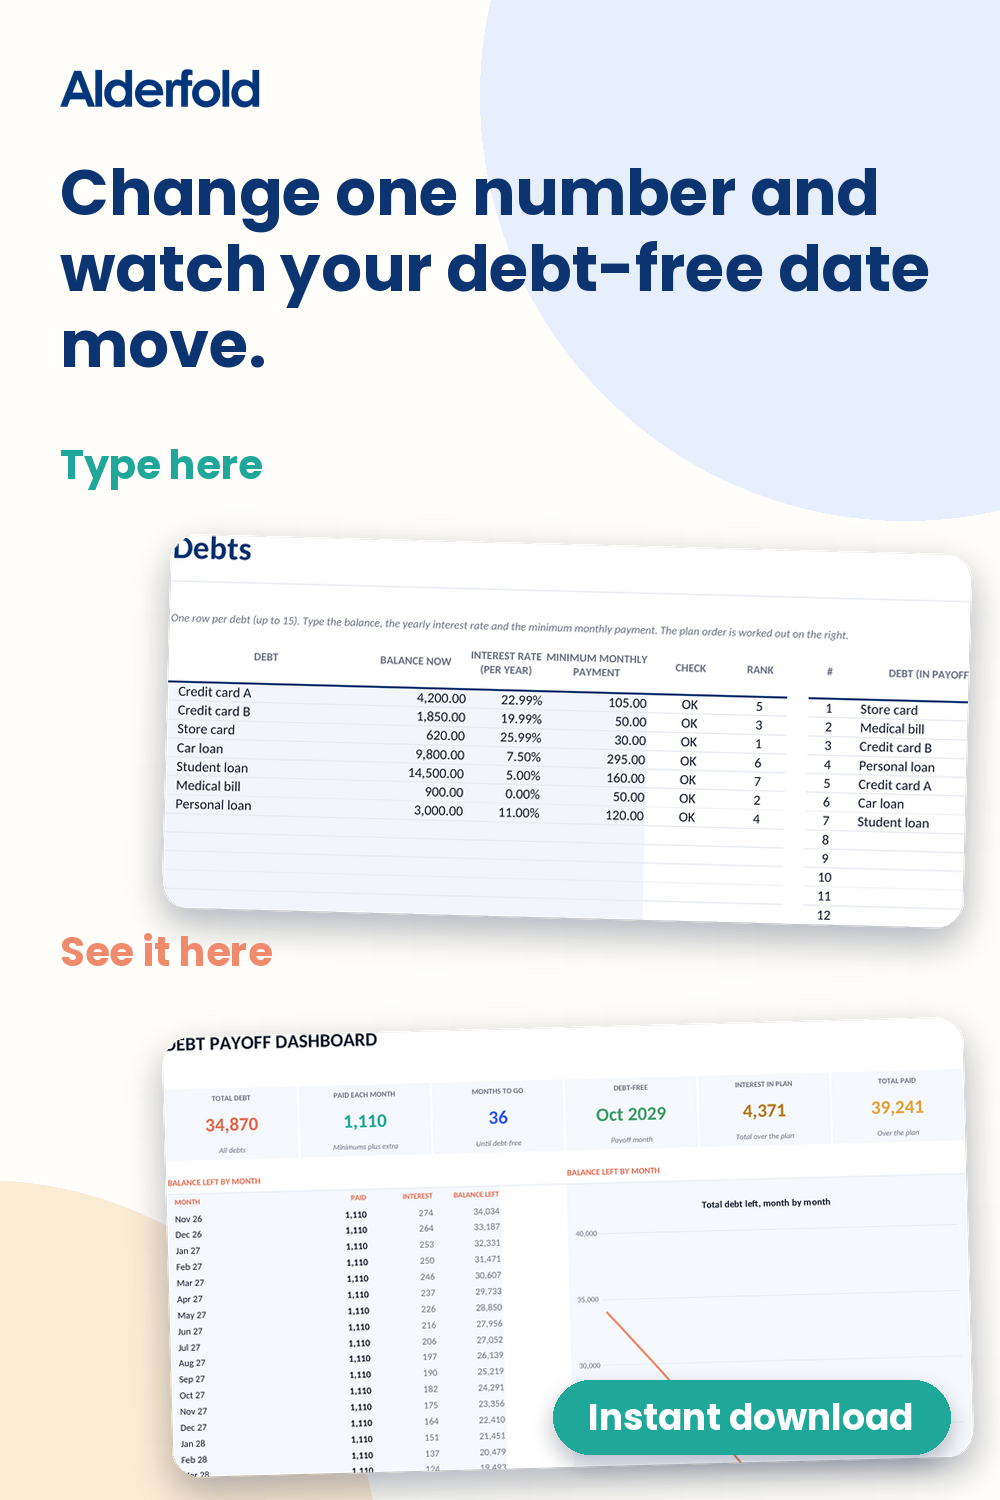 Alderfold
Change one number and
watch your debt-free date
move.
Type here
Debts
One row per debt (up to 15). Type the balance, the yearly interest rate and the minimum monthly payment. The plan order is worked out on the right.
DEBT BALANCE NOW INTEREST RATE (PER YEAR) MINIMUM MONTHLY PAYMENT CHECK RANK # DEBT (IN PAYOFF
Credit card A 4,200.00 22.99% 105.00 OK 5 1 Store card
Credit card B 1,850.00 19.99% 50.00 OK 3 2 Medical bill
Store card 620.00 25.99% 30.00 OK 1 3 Credit card B
Car loan 9,800.00 7.50% 295.00 OK 6 4 Personal loan
Student loan 14,500.00 5.00% 160.00 OK 7 5 Credit card A
Medical bill 900.00 0.00% 50.00 OK 2 6 Car loan
Personal loan 3,000.00 11.00% 120.00 OK 4 7 Student loan
8
9
10
11
12
See it here
DEBT PAYOFF DASHBOARD
TOTAL DEBT PAID EACH MONTH MONTHS TO GO DEBT-FREE INTEREST IN PLAN TOTAL PAID
34,870 1,110 36 Oct 2029 4,371 39,241
All debts Minimums plus extra Until debt-free Payoff month Total over the plan Over the plan
BALANCE LEFT BY MONTH BALANCE LEFT BY MONTH
MONTH PAID INTEREST BALANCE LEFT
Total debt left, month by month
Nov 26 1,110 274 34,034
Dec 26 1,110 264 33,187
40,000
Jan 27 1,110 253 32,331
Feb 27 1,110 250 31,471
Mar 27 1,110 246 30,607
Apr 27 1,110 237 29,733
35,000
May 27 1,110 226 28,850
Jun 27 1,110 216 27,956
Jul 27 1,110 206 27,052
Aug 27 1,110 197 26,139
30,000
Sep 27 1,110 190 25,219
Oct 27 1,110 182 24,291
Nov 27 1,110 175 23,356
Dec 27 1,110 164 22,410
Jan 28 1,110 151 21,451
Feb 28 1,110 137 20,479
Mar 28 1,110 124 19,493
Instant download